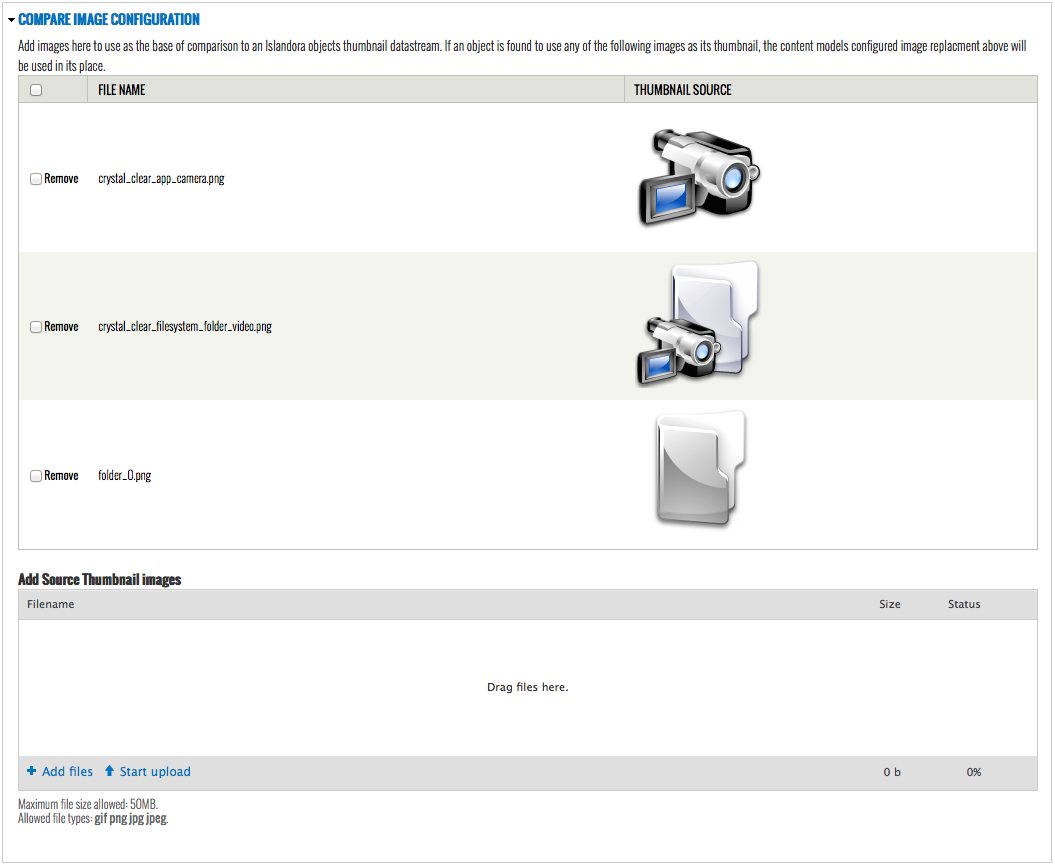 COMPARE IMAGE CONFIGURATION
Add images here to use as the base of comparison to an Islandora objects thumbnail datastream. If an object is found to use any of the following images as its thumbnail, the content models configured image replacment above will
be used in its place.
FILE NAME THUMBNAIL SOURCE
Remove crystal_clear_app_camera.png
Remove crystal_clear_filesystem_folder_video.png
Remove folder_0.png
Add Source Thumbnail images
Filename Size Status
Drag files here.
Add files Start upload 0 b 0%
Maximum file size allowed: 50MB.
Allowed file types: gif png jpg jpeg.